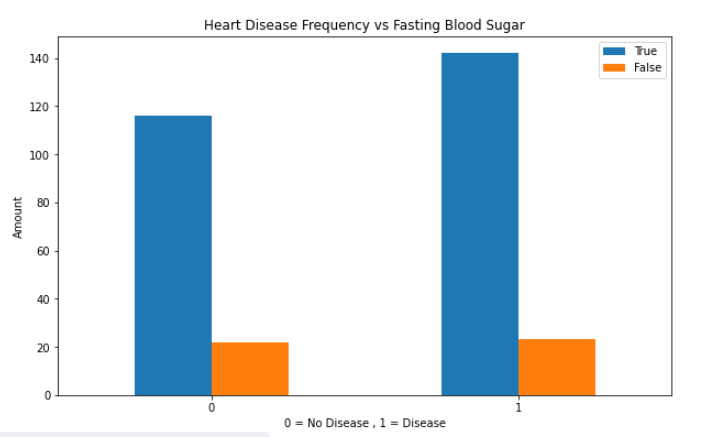 Heart Disease Frequency vs Fasting Blood Sugar
True
False
140
120
100
80
60
40
20
0
Amount
0 1
0 = No Disease , 1 = Disease